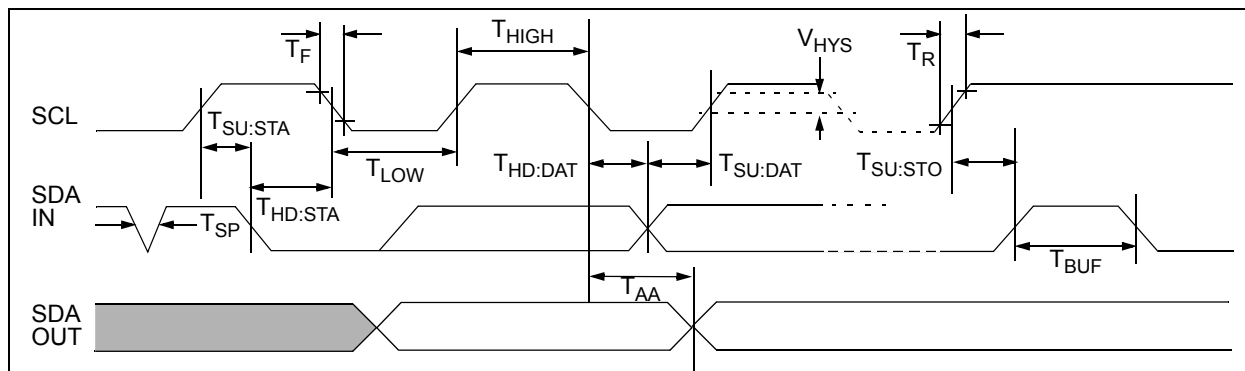 T_F
T_HIGH
V_HYS
T_R
SCL
T_SU:STA
T_LOW
T_HD:DAT
T_SU:DAT
T_SU:STO
SDA
IN
T_SP
T_HD:STA
T_BUF
T_AA
SDA
OUT